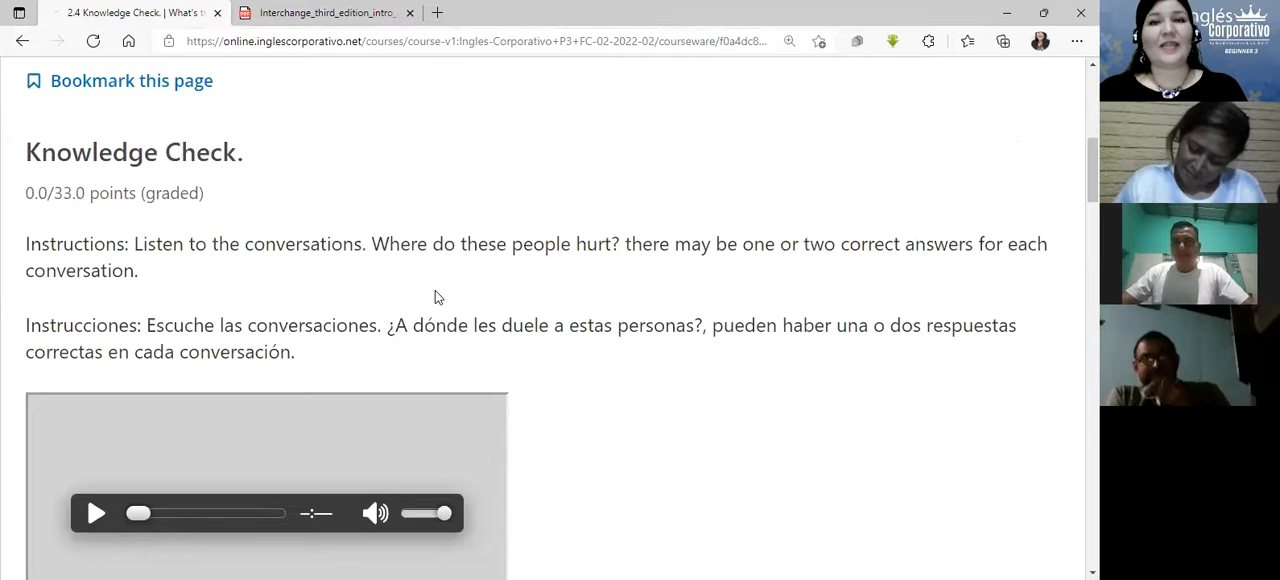 2.4 Knowledge Check. | What's t
Interchange_third_edition_intro_
https://online.inglescorporativo.net/courses/course-v1:Ingles-Corporativo+P3+FC-02-2022-02/courseware/f0a4dc8...
Inglés
Corporativo
BEGINNER 3
Bookmark this page
Knowledge Check.
0.0/33.0 points (graded)
Instructions: Listen to the conversations. Where do these people hurt? there may be one or two correct answers for each
conversation.
Instrucciones: Escuche las conversaciones. ¿A dónde les duele a estas personas?, pueden haber una o dos respuestas
correctas en cada conversación.
-:--